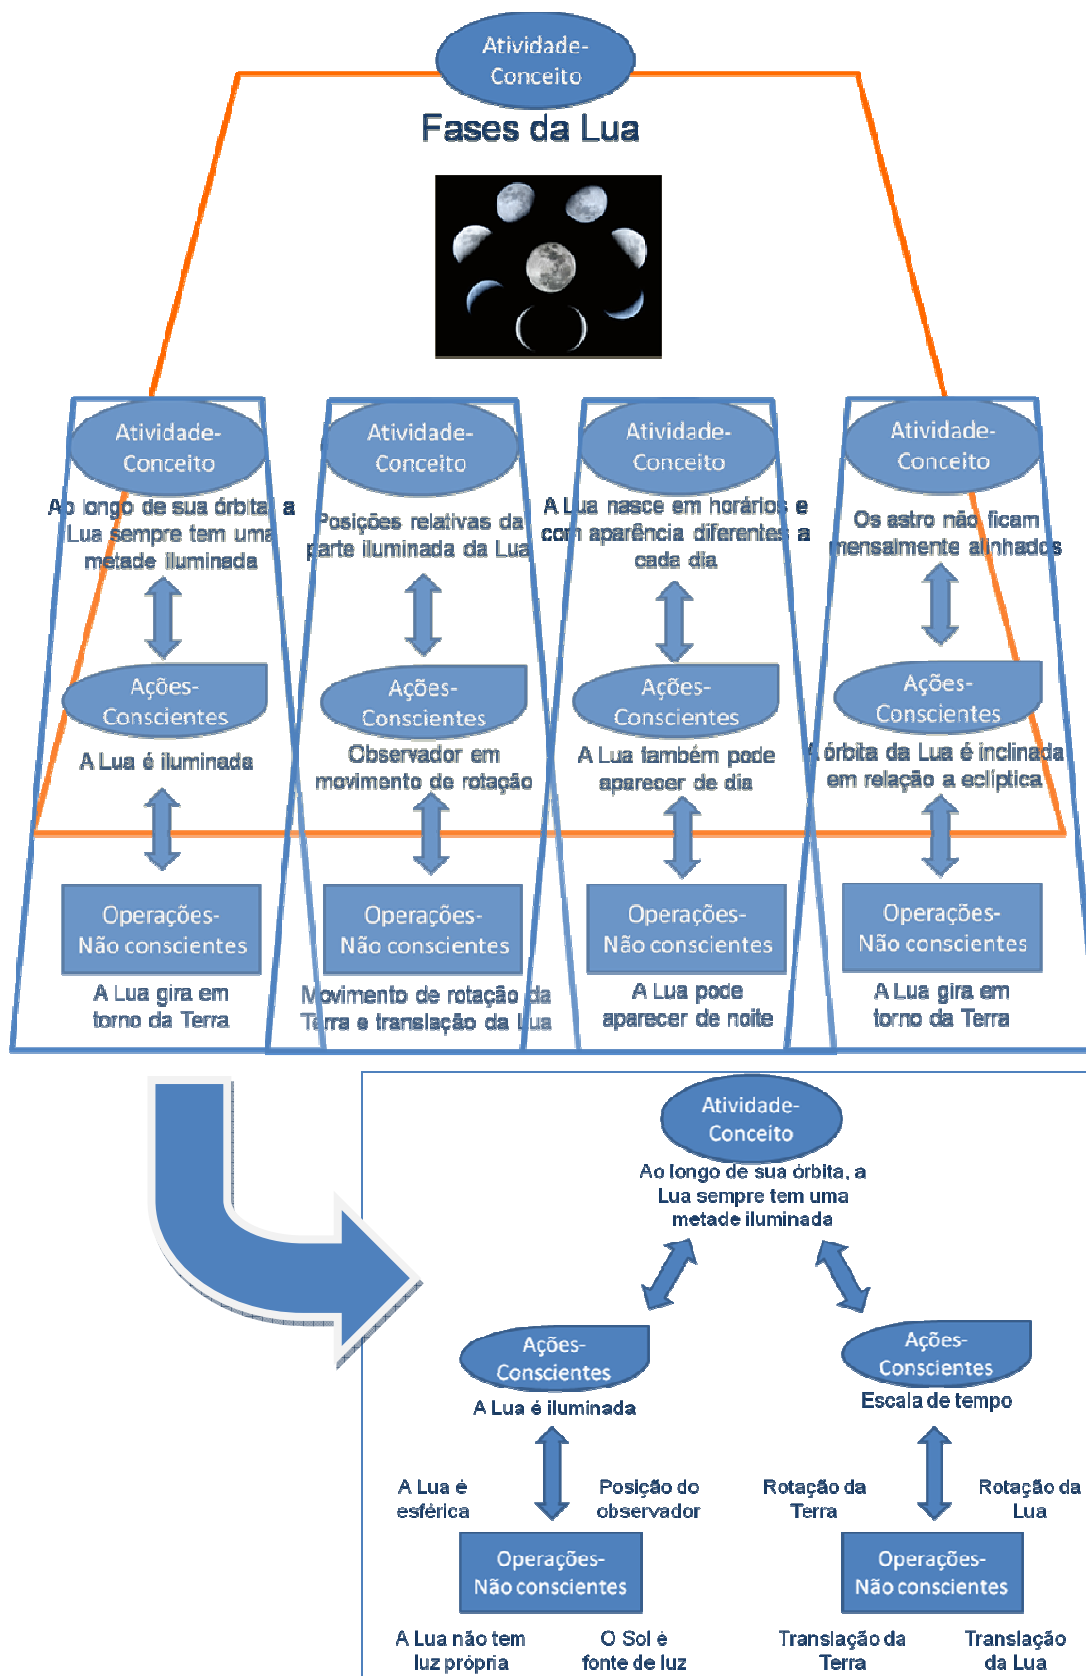 Atividade-
Conceito
Fases da Lua
Atividade-
Conceito
Ao longo de sua órbita, a
Lua sempre tem uma
metade iluminada
Ações-
Conscientes
A Lua é iluminada
Operações-
Não conscientes
A Lua gira em
torno da Terra
Atividade-
Conceito
Posições relativas da
parte iluminada da Lua
Ações-
Conscientes
Observador em
movimento de rotação
Operações-
Não conscientes
Movimento de rotação da
Terra e translação da Lua
Atividade-
Conceito
A Lua nasce em horários e
com aparência diferentes a
cada dia
Ações-
Conscientes
A Lua também pode
aparecer de dia
Operações-
Não conscientes
A Lua pode
aparecer de noite
Atividade-
Conceito
Os astro não ficam
mensalmente alinhados
Ações-
Conscientes
A órbita da Lua é inclinada
em relação a eclíptica
Operações-
Não conscientes
A Lua gira em
torno da Terra
Atividade-
Conceito
Ao longo de sua órbita, a
Lua sempre tem uma
metade iluminada
Ações-
Conscientes
A Lua é iluminada
A Lua é
esférica
Posição do
observador
Operações-
Não conscientes
A Lua não tem
luz própria
O Sol é
fonte de luz
Ações-
Conscientes
Escala de tempo
Rotação da
Terra
Rotação da
Lua
Operações-
Não conscientes
Translação da
Terra
Translação
da Lua